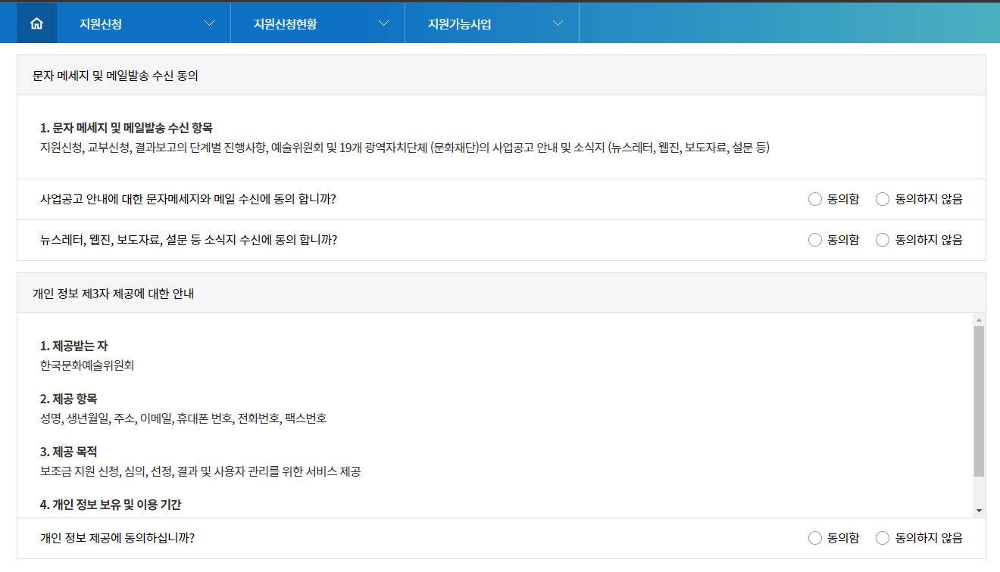 지원신청 지원신청현황 지원가능사업
문자 메세지 및 메일발송 수신 동의
1. 문자 메세지 및 메일발송 수신 항목
지원신청, 교부신청, 결과보고의 단계별 진행사항, 예술위원회 및 19개 광역자치단체 (문화재단)의 사업공고 안내 및 소식지 (뉴스레터, 웹진, 보도자료, 설문 등)
사업공고 안내에 대한 문자메세지와 메일 수신에 동의 합니까? 동의함 동의하지 않음
뉴스레터, 웹진, 보도자료, 설문 등 소식지 수신에 동의 합니까? 동의함 동의하지 않음
개인 정보 제3자 제공에 대한 안내
1. 제공받는 자
한국문화예술위원회
2. 제공 항목
성명, 생년월일, 주소, 이메일, 휴대폰 번호, 전화번호, 팩스번호
3. 제공 목적
보조금 지원 신청, 심의, 선정, 결과 및 사용자 관리를 위한 서비스 제공
4. 개인 정보 보유 및 이용 기간
개인 정보 제공에 동의하십니까? 동의함 동의하지 않음